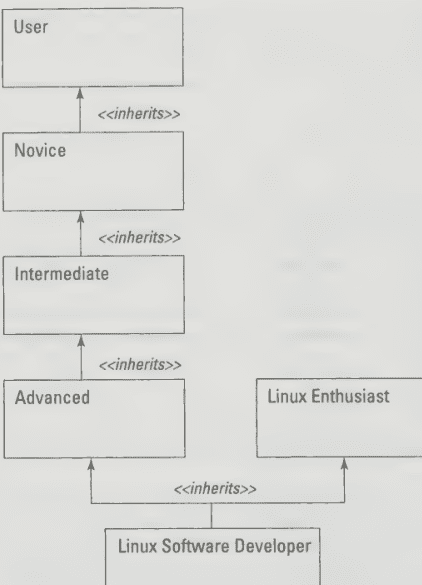 User
<<inherits>>
Novice
<<inherits>>
Intermediate
<<inherits>>
Advanced
Linux Enthusiast
<<inherits>>
Linux Software Developer